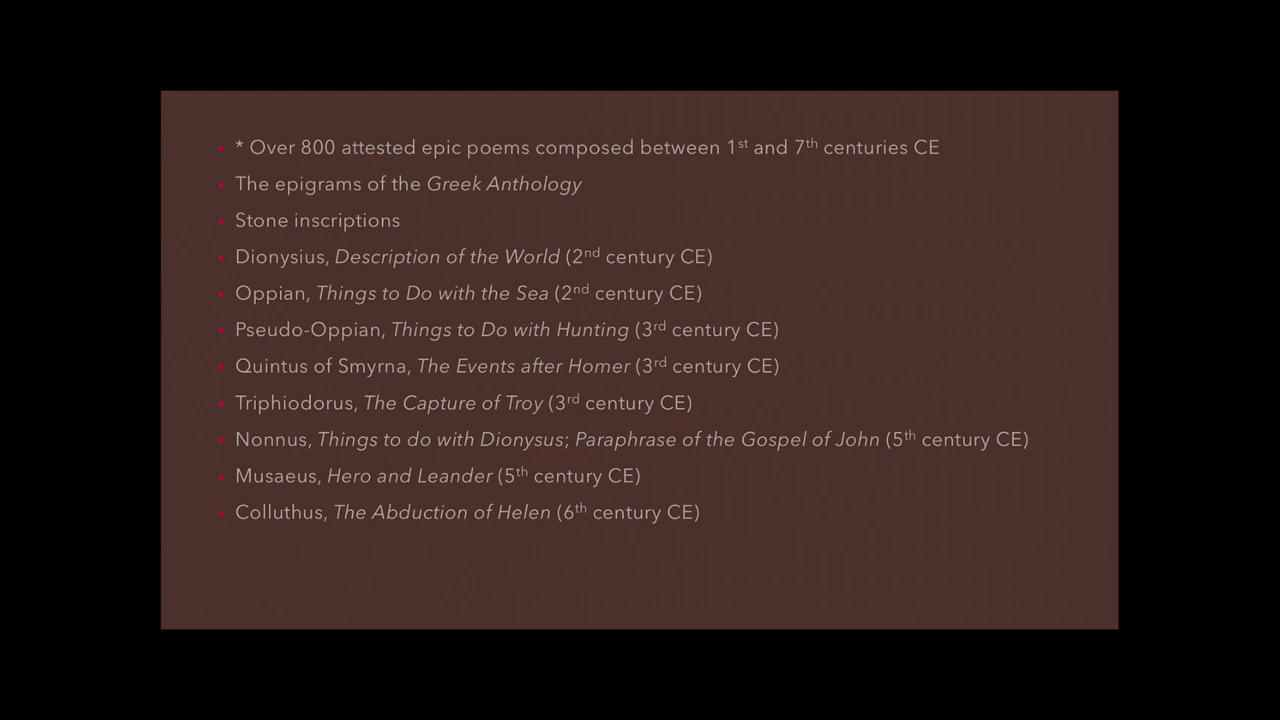 * Over 800 attested epic poems composed between 1st and 7th centuries CE
The epigrams of the Greek Anthology
Stone inscriptions
Dionysius, Description of the World (2nd century CE)
Oppian, Things to Do with the Sea (2nd century CE)
Pseudo-Oppian, Things to Do with Hunting (3rd century CE)
Quintus of Smyrna, The Events after Homer (3rd century CE)
Triphiodorus, The Capture of Troy (3rd century CE)
Nonnus, Things to do with Dionysus; Paraphrase of the Gospel of John (5th century CE)
Musaeus, Hero and Leander (5th century CE)
Colluthus, The Abduction of Helen (6th century CE)